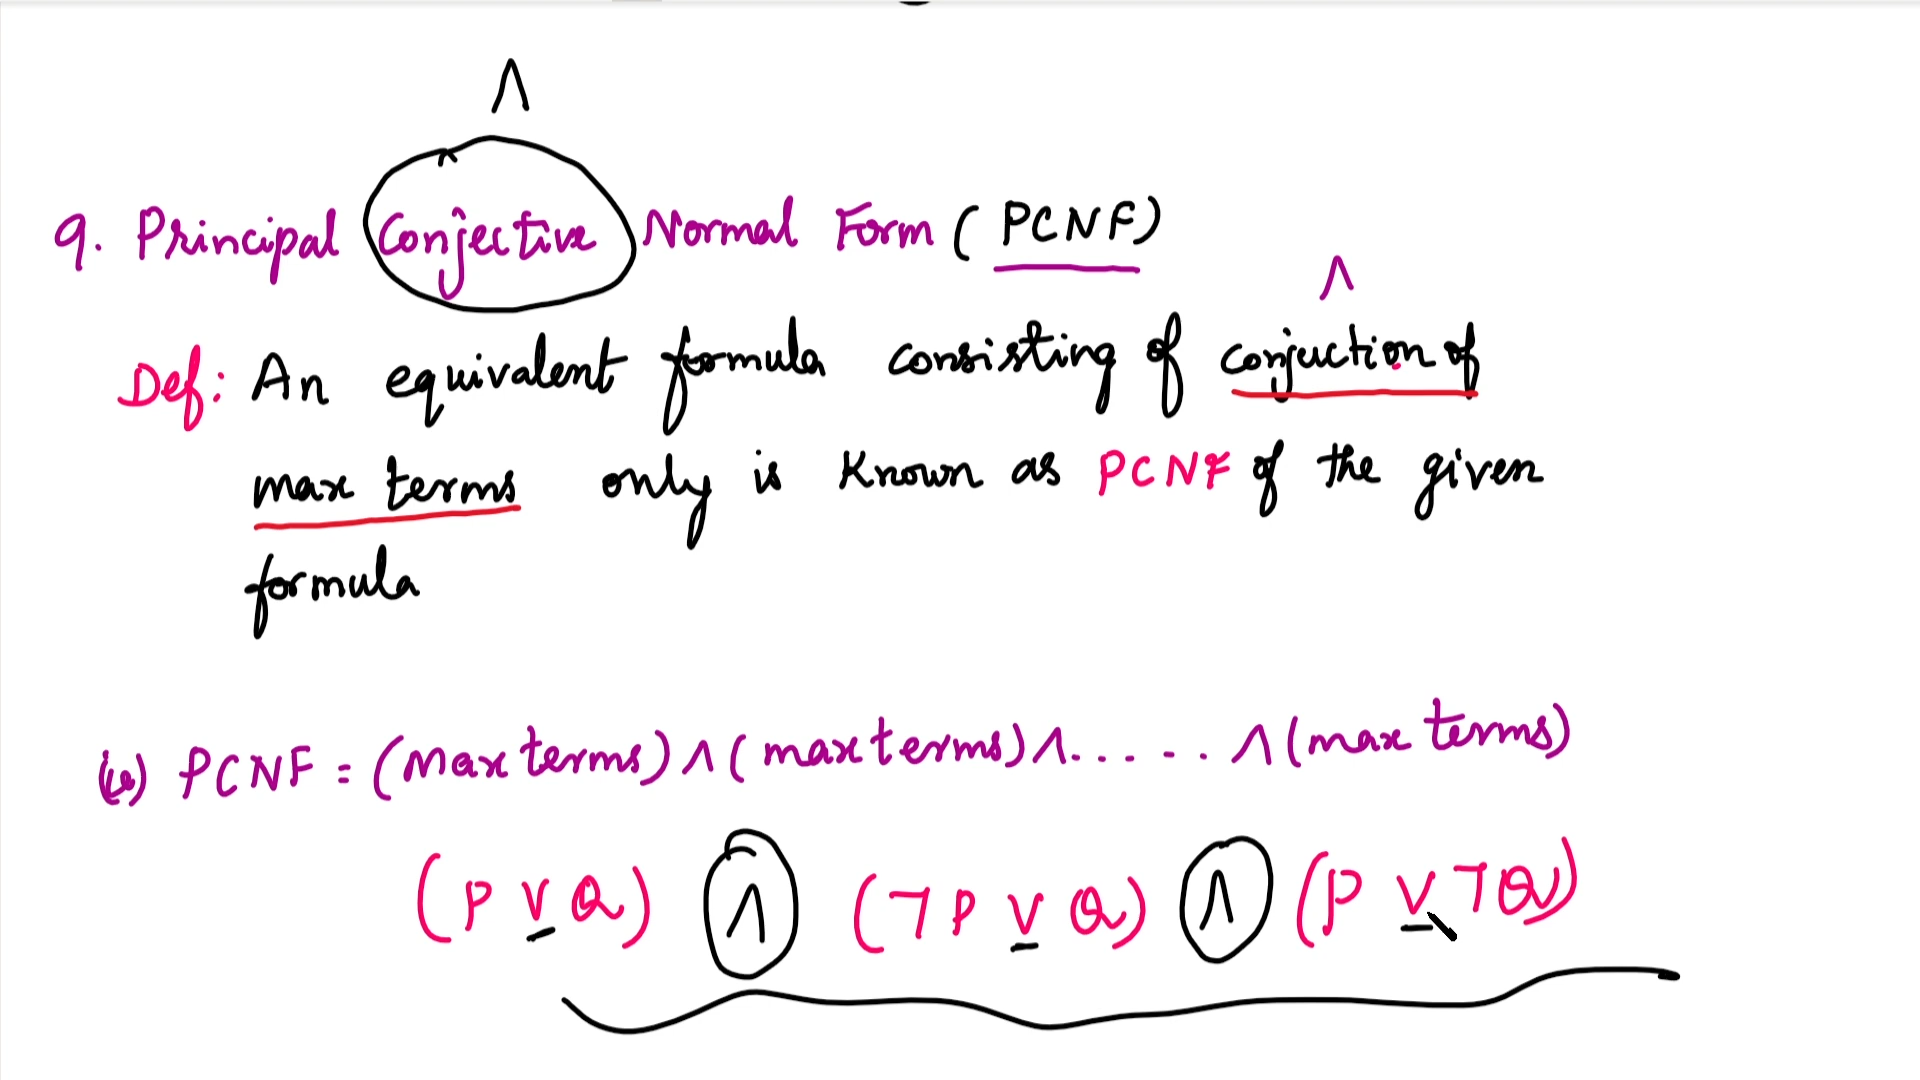 Λ
9. Principal Conjective Normal Form (PCNF)
Λ
Def: An equivalent formula consisting of conjuction of
max terms only is known as PCNF of the given
formula
(ie) PCNF = (Max terms) ∧ (max terms) ∧ . . . . . . ∧ (max terms)
(P ∨ Q) ∧ (¬P ∨ Q) ∧ (P ∨ ¬Q)